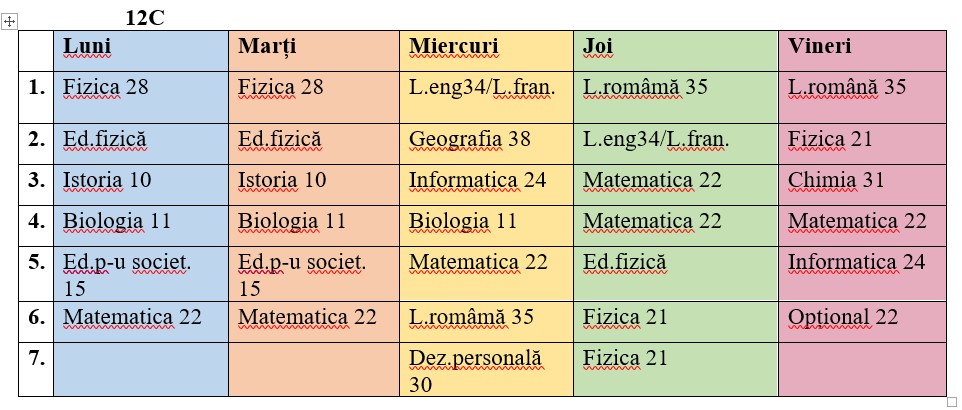 12C
Luni Marți Miercuri Joi Vineri
1. Fizica 28 Fizica 28 L.eng34/L.fran. L.româmă 35 L.română 35
2. Ed.fizică Ed.fizică Geografia 38 L.eng34/L.fran. Fizica 21
3. Istoria 10 Istoria 10 Informatica 24 Matematica 22 Chimia 31
4. Biologia 11 Biologia 11 Biologia 11 Matematica 22 Matematica 22
5. Ed.p-u societ. Ed.p-u societ. Matematica 22 Ed.fizică Informatica 24
15 15
6. Matematica 22 Matematica 22 L.româmă 35 Fizica 21 Opțional 22
7. Dez.personală Fizica 21
30